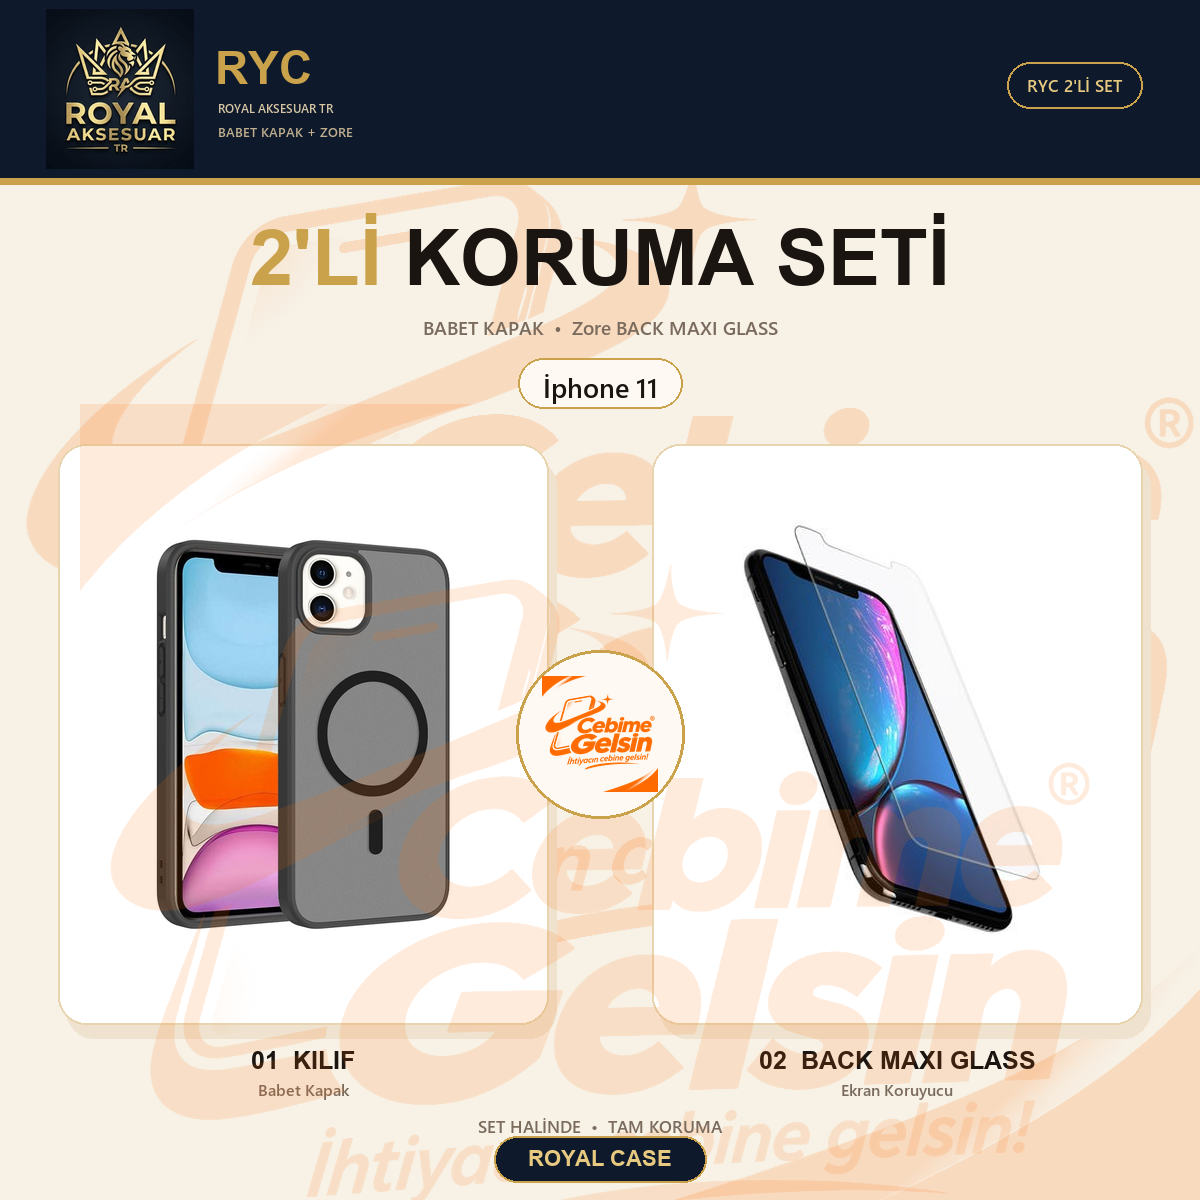 ROYAL
AKSESUAR
TR
RYC
ROYAL AKSESUAR TR
BABET KAPAK + ZORE
RYC 2'Lİ SET
2'Lİ KORUMA SETİ
BABET KAPAK • Zore BACK MAXI GLASS
İphone 11
Cebime
Gelsin
İhtiyacın cebine gelsin!
®
Cebime®
Gelsin
01 KILIF
Babet Kapak
02 BACK MAXI GLASS
Ekran Koruyucu
SET HALİNDE • TAM KORUMA
ROYAL CASE